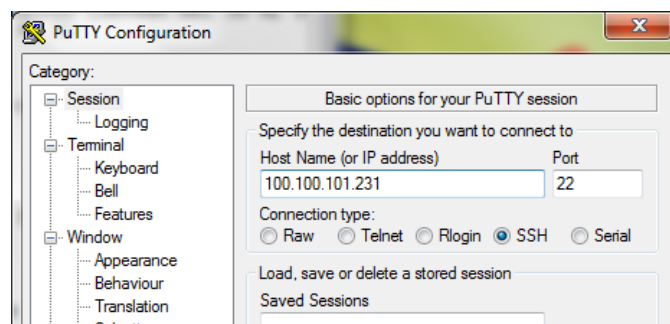 PuTTY Configuration
Category:
Session
Logging
Terminal
Keyboard
Bell
Features
Window
Appearance
Behaviour
Translation
Basic options for your PuTTY session
Specify the destination you want to connect to
Host Name (or IP address) Port
100.100.101.231 22
Connection type:
Raw Telnet Rlogin SSH Serial
Load, save or delete a stored session
Saved Sessions